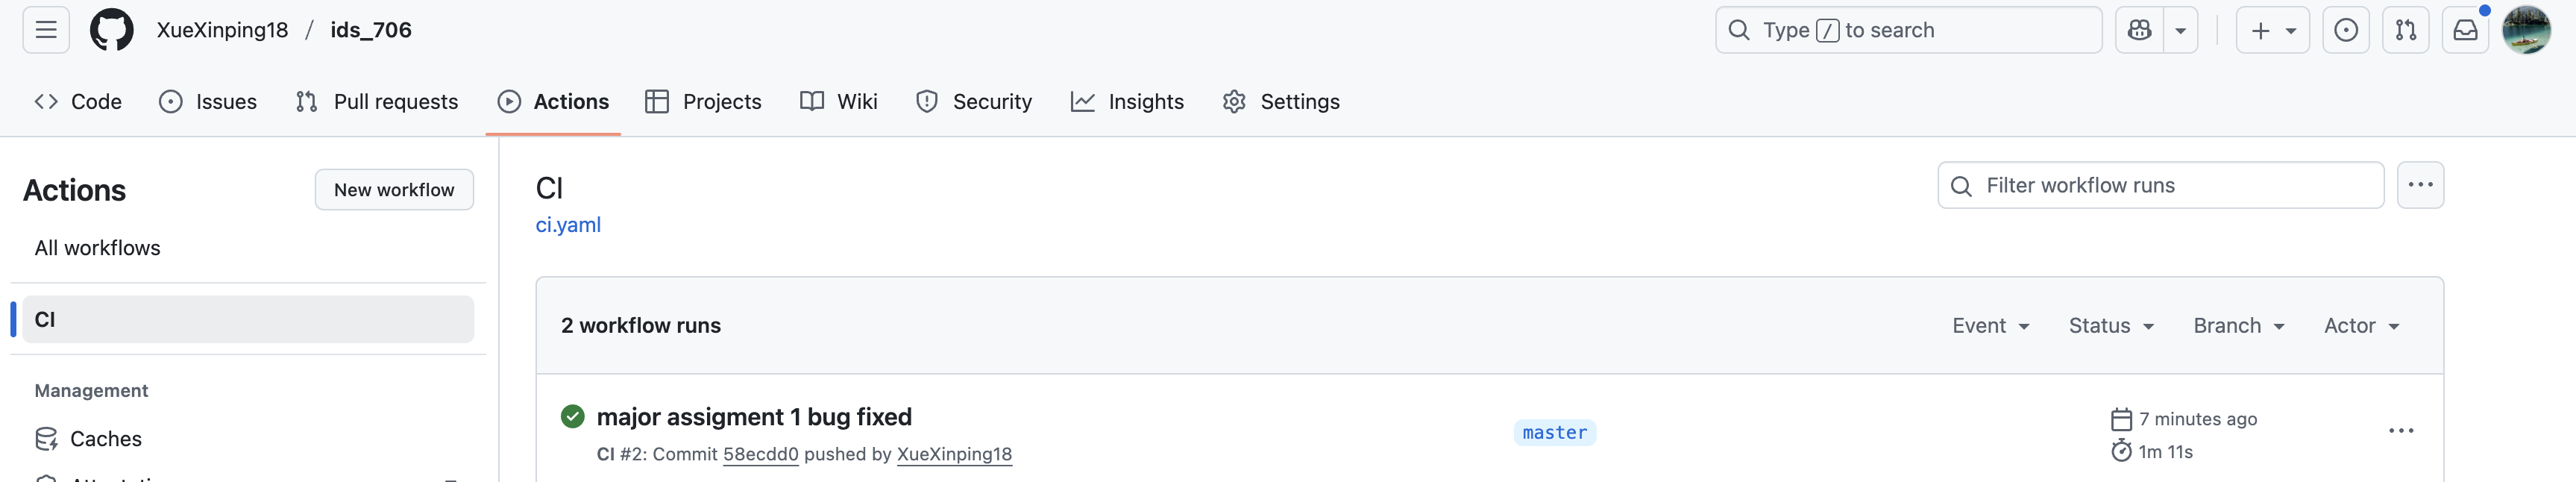 XueXinping18 / ids_706
Type / to search
Code Issues Pull requests Actions Projects Wiki Security Insights Settings
Actions
New workflow
All workflows
CI
Management
Caches
CI
ci.yaml
Filter workflow runs
2 workflow runs
Event Status Branch Actor
major assigment 1 bug fixed
CI #2: Commit 58ecdd0 pushed by XueXinping18
master
7 minutes ago
1m 11s